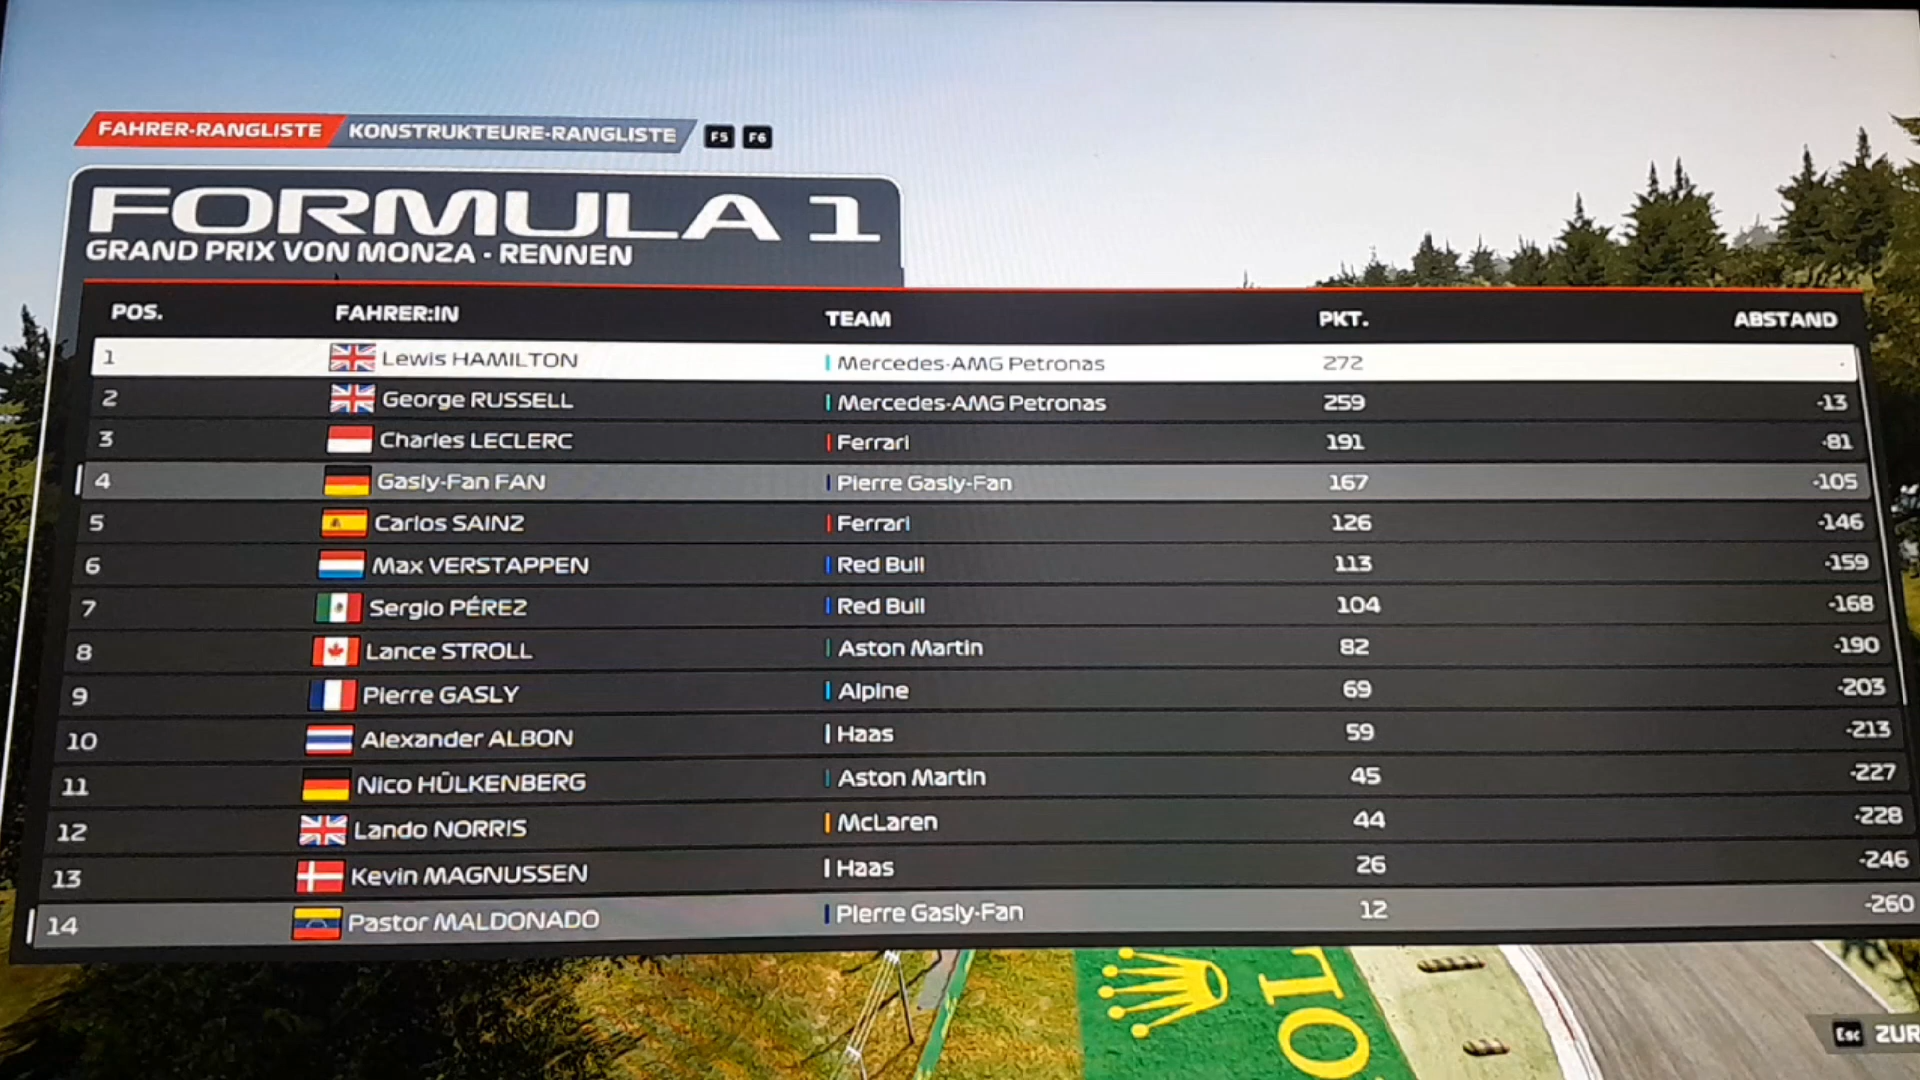 FAHRER-RANGLISTE KONSTRUKTEURE-RANGLISTE F5 F6
FORMULA 1
GRAND PRIX VON MONZA - RENNEN
POS. FAHRER:IN TEAM PKT. ABSTAND
1 Lewis HAMILTON Mercedes-AMG Petronas 272 -
2 George RUSSELL Mercedes-AMG Petronas 259 -13
3 Charles LECLERC Ferrari 191 -81
4 Gasly-Fan FAN Pierre Gasly-Fan 167 -105
5 Carlos SAINZ Ferrari 126 -146
6 Max VERSTAPPEN Red Bull 113 -159
7 Sergio PÉREZ Red Bull 104 -168
8 Lance STROLL Aston Martin 82 -190
9 Pierre GASLY Alpine 69 -203
10 Alexander ALBON Haas 59 -213
11 Nico HÜLKENBERG Aston Martin 45 -227
12 Lando NORRIS McLaren 44 -228
13 Kevin MAGNUSSEN Haas 26 -246
14 Pastor MALDONADO Pierre Gasly-Fan 12 -260
OL
Esc ZUR